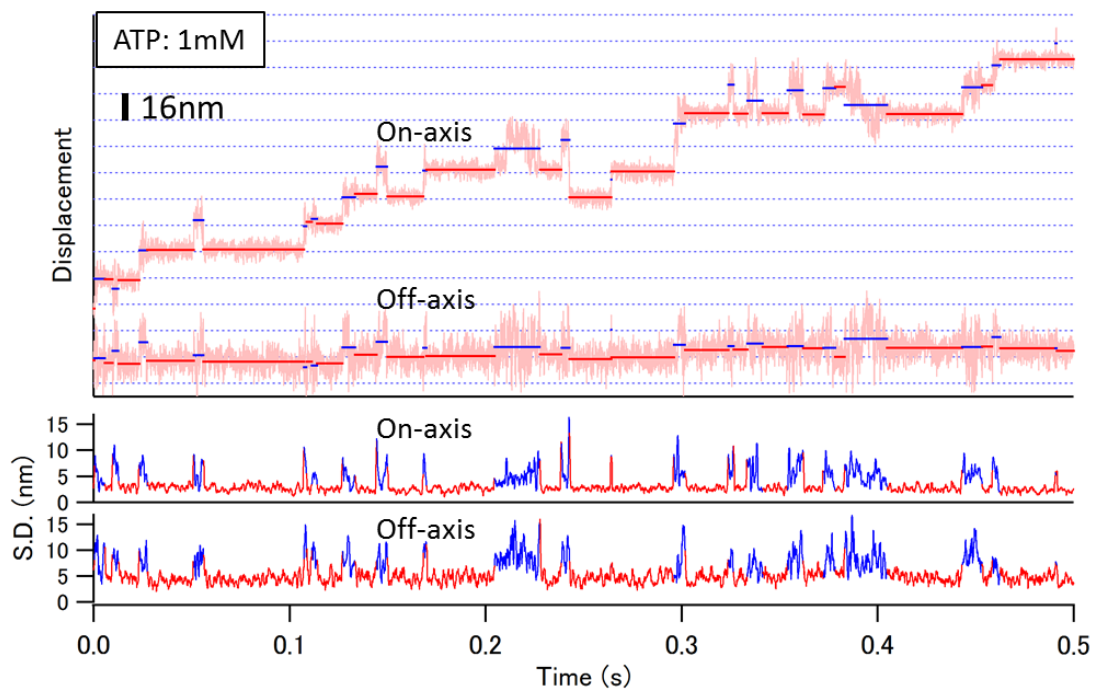 ATP: 1mM
16nm
On-axis
Displacement
Off-axis
15
10
5
0
On-axis
S.D. (nm)
15
10
5
0
Off-axis
0.0 0.1 0.2 0.3 0.4 0.5
Time (s)